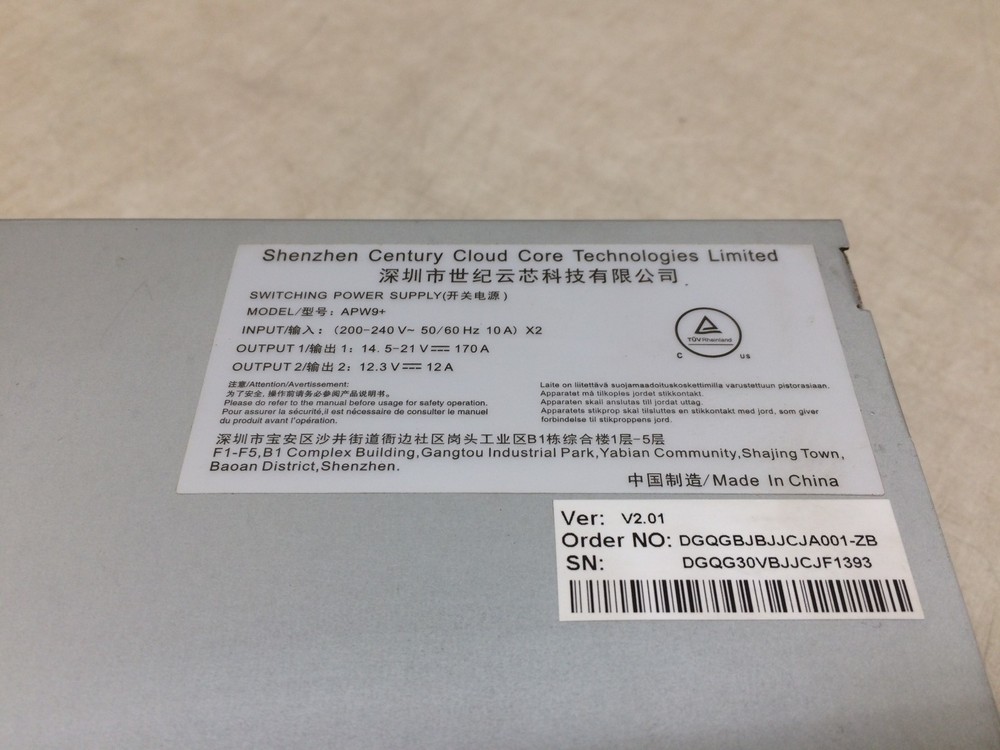 Shenzhen Century Cloud Core Technologies Limited
深圳市世纪云芯科技有限公司
SWITCHING POWER SUPPLY(开关电源)
MODEL/型号: APW9+
INPUT/输入: (200-240 V~ 50/60 Hz 10 A) X2
OUTPUT 1/输出 1: 14. 5-21 V⎓ 170 A
OUTPUT 2/输出 2: 12.3 V⎓ 12 A
TÜVRheinland
C US
注意/Attention/Avertissement:
为了安全, 操作前请务必参阅产品说明书。
Please do refer to the manual before usage for safety operation.
Pour assurer la sécurité,il est nécessaire de consulter le manuel
du produit avant l'opération.
Laite on liitettävä suojamaadoituskoskettimilla varustettuun pistorasiaan.
Apparatet må tilkoples jordet stikkontakt.
Apparaten skall anslutas till jordat uttag.
Apparatets stikprop skal tilsluttes en stikkontakt med jord, som giver
forbindelse til stikproppens jord.
深圳市宝安区沙井街道衙边社区岗头工业区B1栋综合楼1层-5层
F1-F5,B1 Complex Building,Gangtou Industrial Park,Yabian Community,Shajing Town,
Baoan District,Shenzhen.
中国制造/Made In China
Ver: V2.01
Order NO: DGQGBJBJJCJA001-ZB
SN: DGQG30VBJJCJF1393